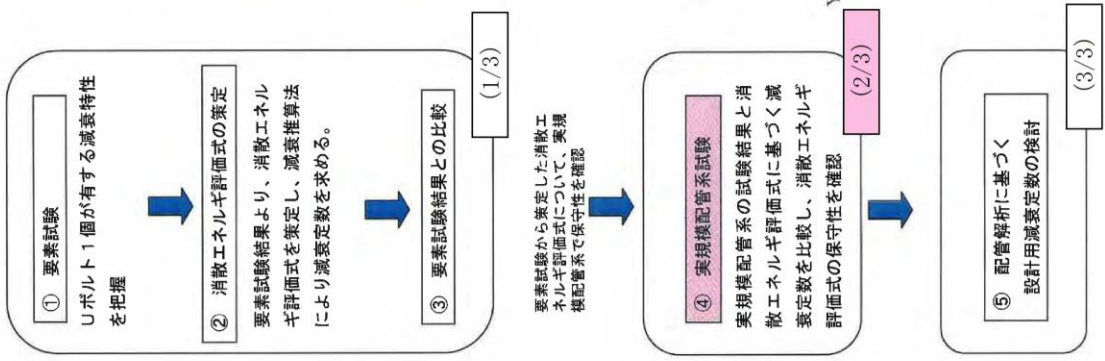 ① 要素試験
Uボルト1個が有する減衰特性
を把握
② 消散エネルギ評価式の策定
要素試験結果より、消散エネル
ギ評価式を策定し、減衰推算法
により減衰定数を求める。
③ 要素試験結果との比較
(1/3)
要素試験から策定した消散エ
ネルギ評価式について、実規
模配管系で保守性を確認
④ 実規模配管系試験
実規模配管系の試験結果と消
散エネルギ評価式に基づく減
衰定数を比較し、消散エネルギ
評価式の保守性を確認
(2/3)
⑤ 配管解析に基づく
設計用減衰定数の検討
(3/3)